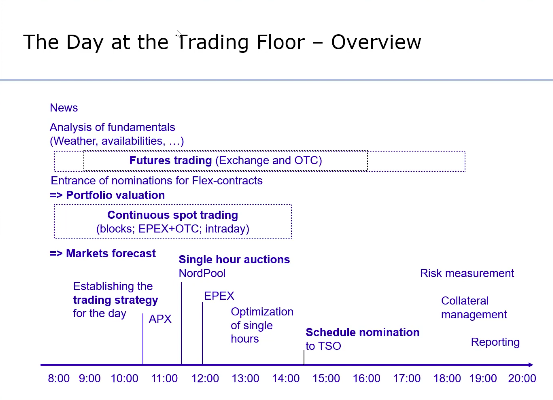 The Day at the Trading Floor – Overview
News
Analysis of fundamentals
(Weather, availabilities, …)
Futures trading (Exchange and OTC)
Entrance of nominations for Flex-contracts
=> Portfolio valuation
Continuous spot trading
(blocks; EPEX+OTC; intraday)
=> Markets forecast
Single hour auctions
NordPool
Risk measurement
Establishing the
trading strategy
for the day
APX
EPEX
Optimization
of single
hours
Collateral
management
Schedule nomination
to TSO
Reporting
8:00 9:00 10:00 11:00 12:00 13:00 14:00 15:00 16:00 17:00 18:00 19:00 20:00